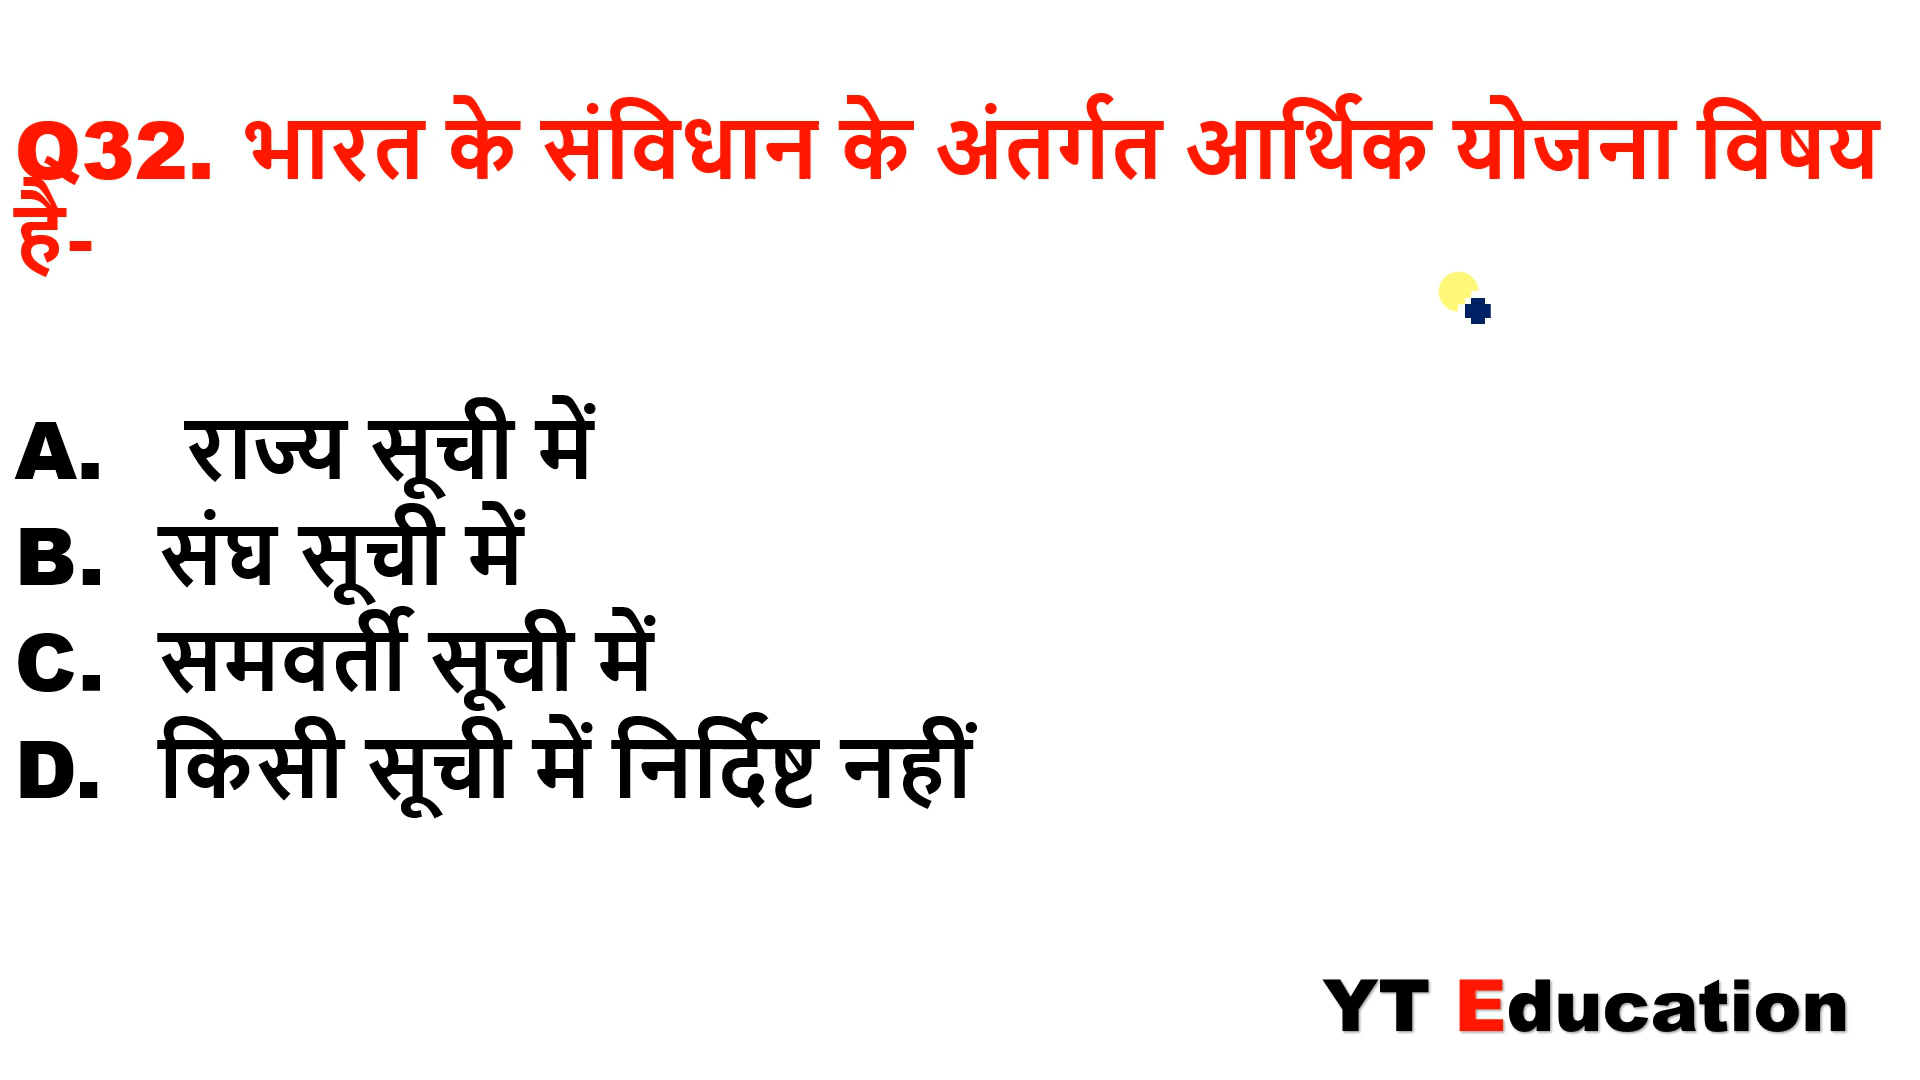 Q32. भारत के संविधान के अंतर्गत आर्थिक योजना विषय
है-
A. राज्य सूची में
B. संघ सूची में
C. समवर्ती सूची में
D. किसी सूची में निर्दिष्ट नहीं
YT Education